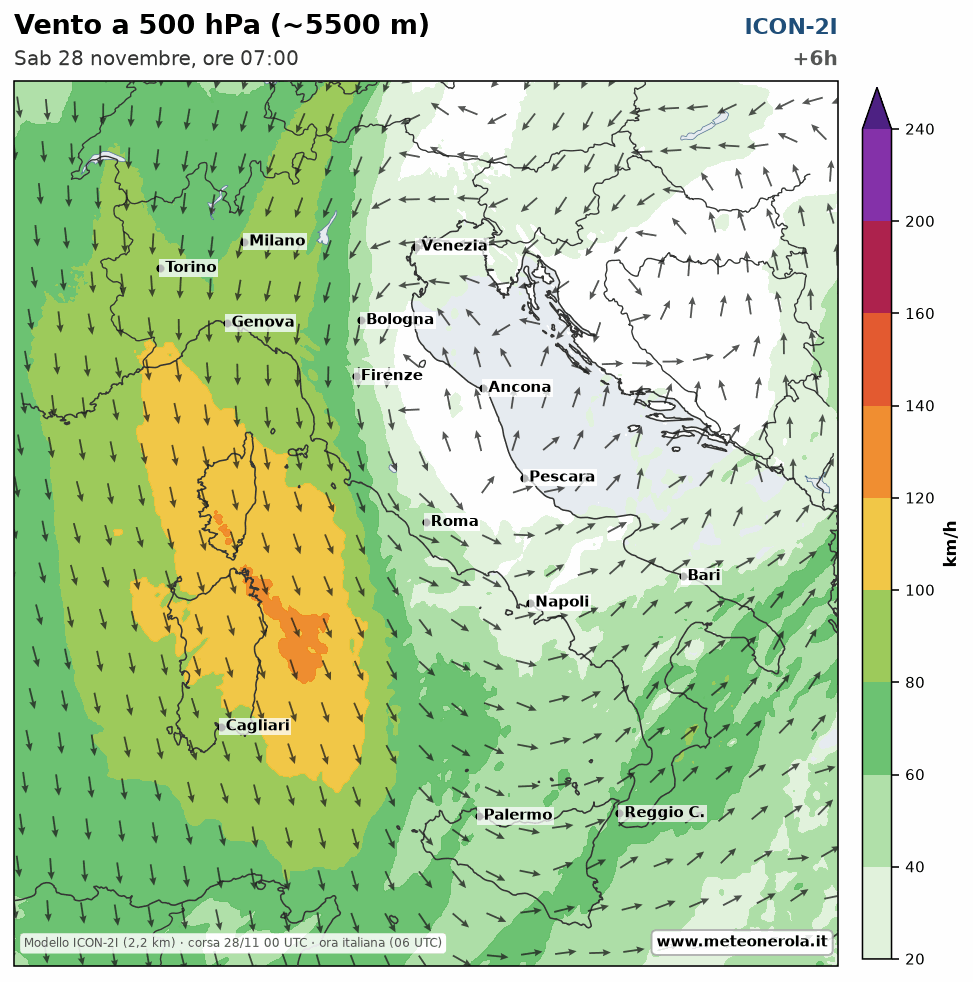 Vento a 500 hPa (~5500 m)
ICON-2I
Sab 28 novembre, ore 07:00
+6h
240
220
200
Milano
Venezia
Torino
Genova
Bologna
160
Firenze
Ancona
140
Pescara
120
Roma
km/h
Bari
100
Napoli
80
Cagliari
60
Palermo
Reggio C.
40
Modello ICON-2I (2,2 km) · corsa 28/11 00 UTC · ora italiana (06 UTC)
www.meteonerola.it
20